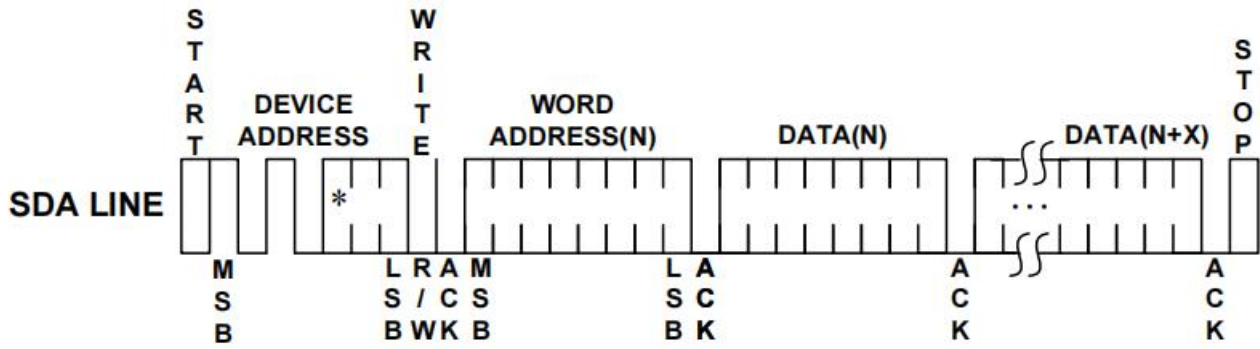 START
WRITE
STOP
DEVICE
ADDRESS
WORD
ADDRESS(N)
DATA(N)
DATA(N+X)
SDA LINE
*
...
MSB
LSB
R/W
ACK
MSB
LSB
ACK
ACK
ACK